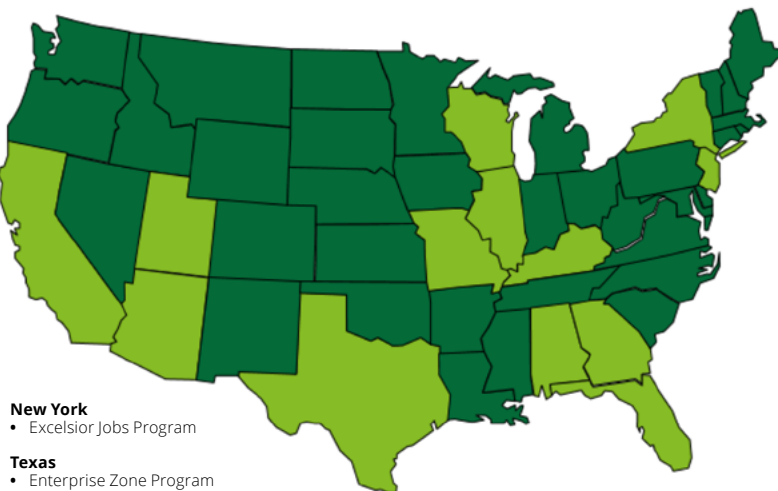 New York
• Excelsior Jobs Program
Texas
• Enterprise Zone Program